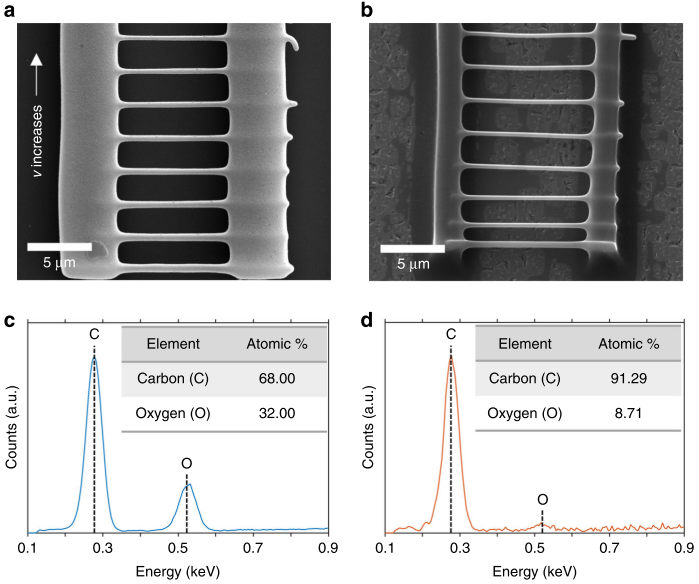 a
b
v increases
5 μm
5 μm
c
d
C
Element Atomic %
Carbon (C) 68.00
Oxygen (O) 32.00
O
Counts (a.u.)
0.1 0.3 0.5 0.7 0.9
Energy (keV)
C
Element Atomic %
Carbon (C) 91.29
Oxygen (O) 8.71
O
Counts (a.u.)
0.1 0.3 0.5 0.7 0.9
Energy (keV)